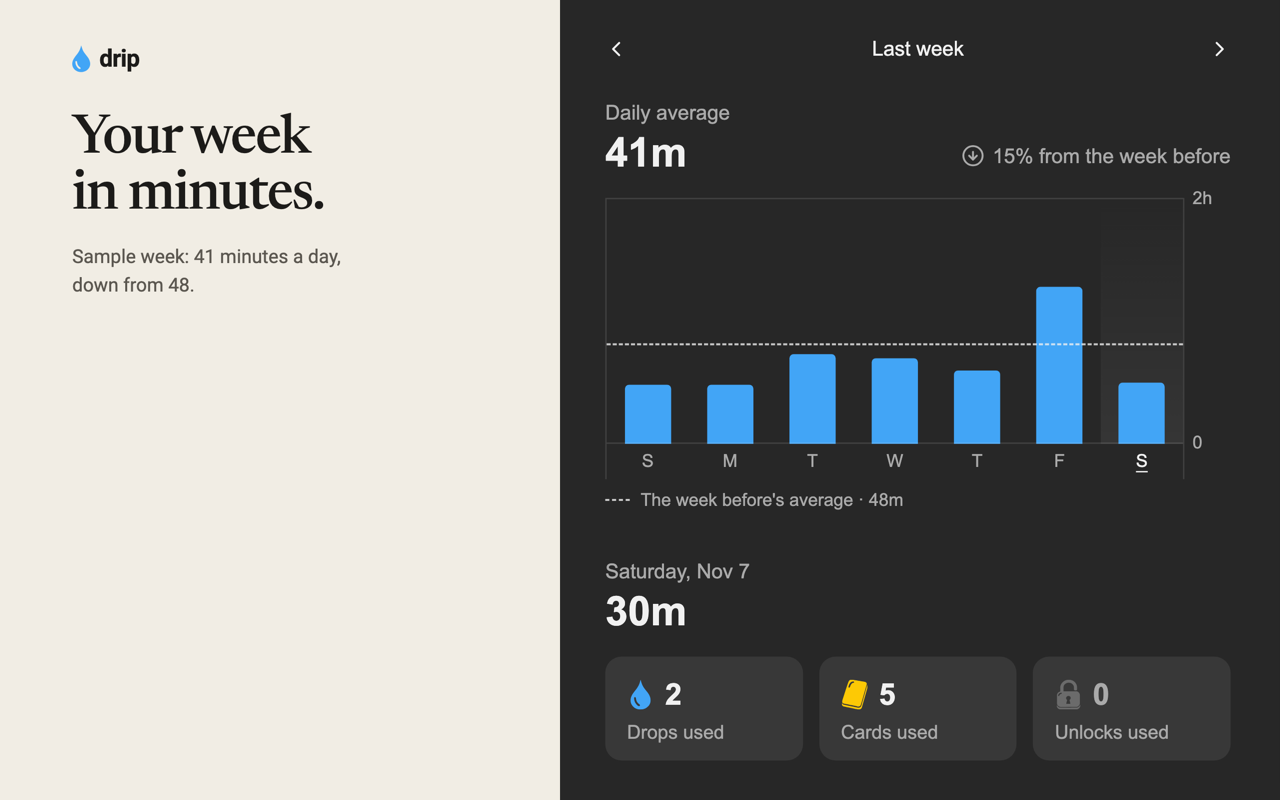 drip
Your week
in minutes.
Sample week: 41 minutes a day,
down from 48.
Last week
Daily average
41m
15% from the week before
2h
0
S M T W T F S
The week before's average · 48m
Saturday, Nov 7
30m
2
Drops used
5
Cards used
0
Unlocks used